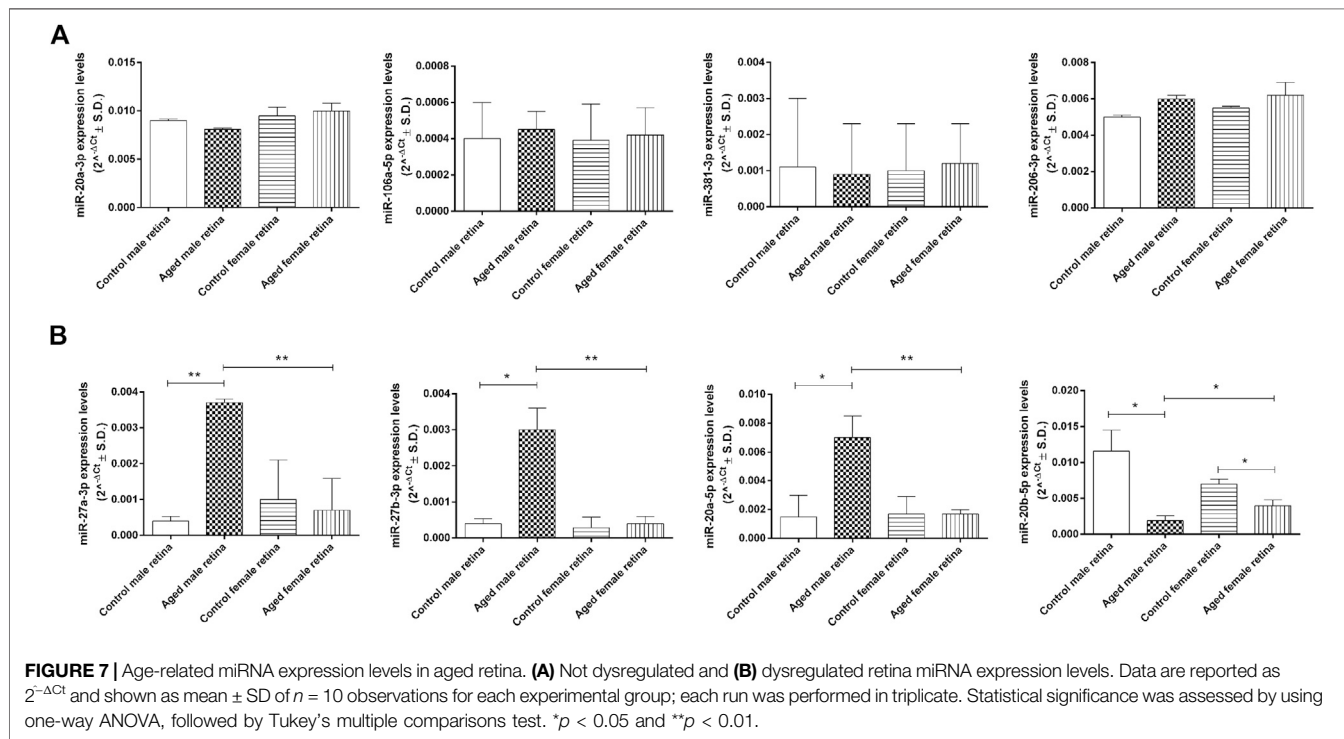 A
miR-20a-3p expression levels
(2^-ΔCt ± S.D.)
0.015
0.010
0.005
0.000
Control male retina
Aged male retina
Control female retina
Aged female retina
miR-106a-5p expression levels
(2^-ΔCt ± S.D.)
0.0008
0.0006
0.0004
0.0002
0.0000
Control male retina
Aged male retina
Control female retina
Aged female retina
miR-381-3p expression levels
(2^-ΔCt ± S.D.)
0.004
0.003
0.002
0.001
0.000
Control male retina
Aged male retina
Control female retina
Aged female retina
miR-206-3p expression levels
(2^-ΔCt ± S.D.)
0.010
0.008
0.006
0.004
0.002
0.000
Control male retina
Aged male retina
Control female retina
Aged female retina
B
miR-27a-3p expression levels
(2^-ΔCt ± S.D.)
0.004
0.003
0.002
0.001
0.000
**
**
Control male retina
Aged male retina
Control female retina
Aged female retina
miR-27b-3p expression levels
(2^-ΔCt ± S.D.)
0.004
0.003
0.002
0.001
0.000
*
**
Control male retina
Aged male retina
Control female retina
Aged female retina
miR-20a-5p expression levels
(2^-ΔCt ± S.D.)
0.010
0.008
0.006
0.004
0.002
0.000
*
**
Control male retina
Aged male retina
Control female retina
Aged female retina
miR-20b-5p expression levels
(2^-ΔCt ± S.D.)
0.020
0.015
0.010
0.005
0.000
*
*
*
Control male retina
Aged male retina
Control female retina
Aged female retina
FIGURE 7 | Age-related miRNA expression levels in aged retina. (A) Not dysregulated and (B) dysregulated retina miRNA expression levels. Data are reported as
2^−ΔCt and shown as mean ± SD of n = 10 observations for each experimental group; each run was performed in triplicate. Statistical significance was assessed by using
one-way ANOVA, followed by Tukey's multiple comparisons test. *p < 0.05 and **p < 0.01.